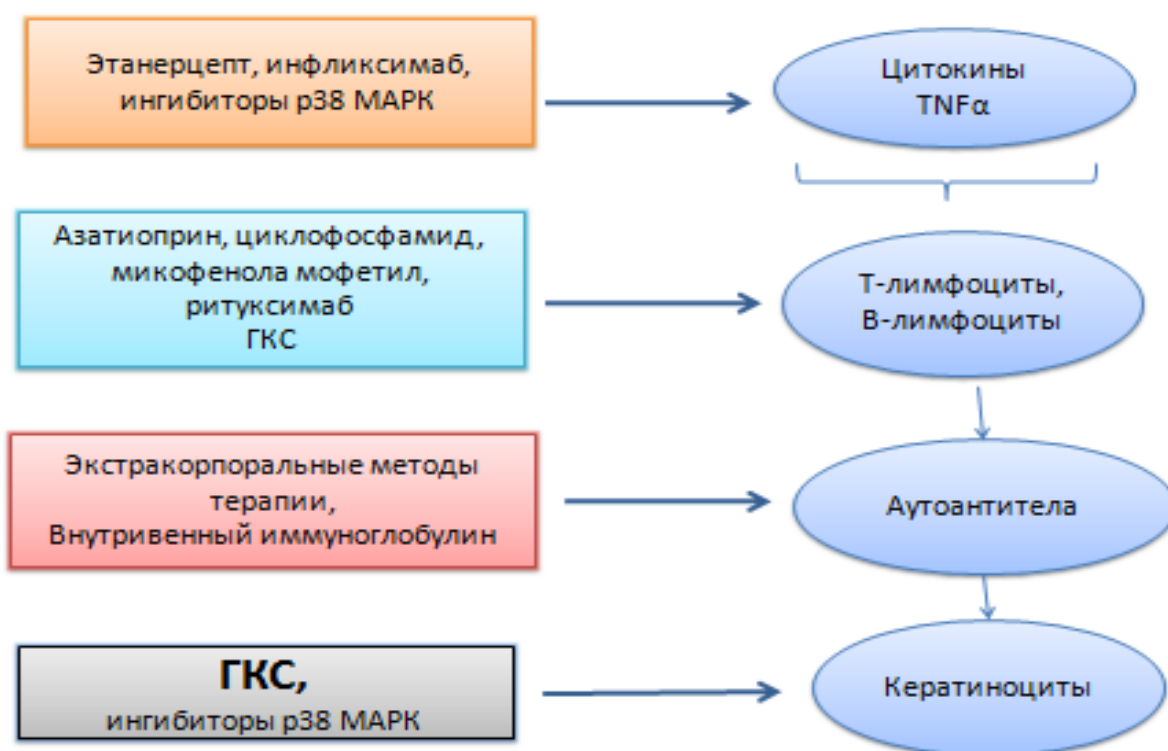 Этанерцепт, инфликсимаб,
ингибиторы р38 МАРК
Цитокины
TNFα
Азатиоприн, циклофосфамид,
микофенола мофетил,
ритуксимаб
ГКС
Т-лимфоциты,
В-лимфоциты
Экстракорпоральные методы
терапии,
Внутривенный иммуноглобулин
Аутоантитела
ГКС,
ингибиторы р38 МАРК
Кератиноциты